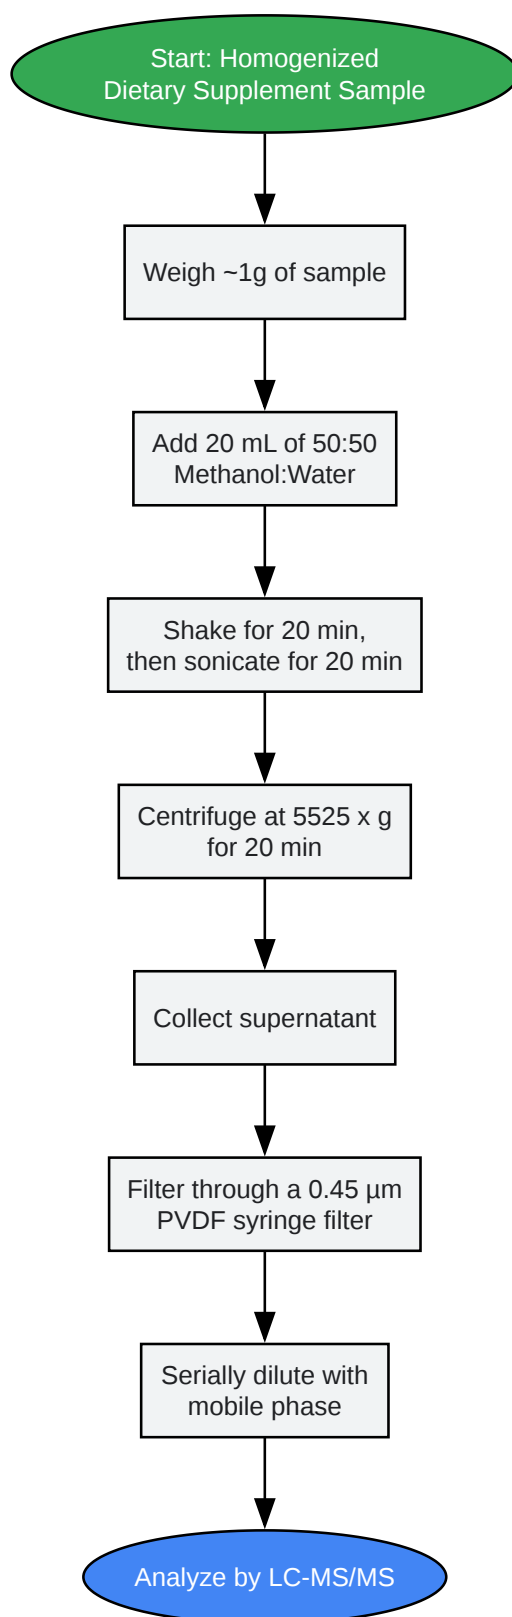 Start: Homogenized
Dietary Supplement Sample
Weigh ~1g of sample
Add 20 mL of 50:50
Methanol:Water
Shake for 20 min,
then sonicate for 20 min
Centrifuge at 5525 x g
for 20 min
Collect supernatant
Filter through a 0.45 µm
PVDF syringe filter
Serially dilute with
mobile phase
Analyze by LC-MS/MS